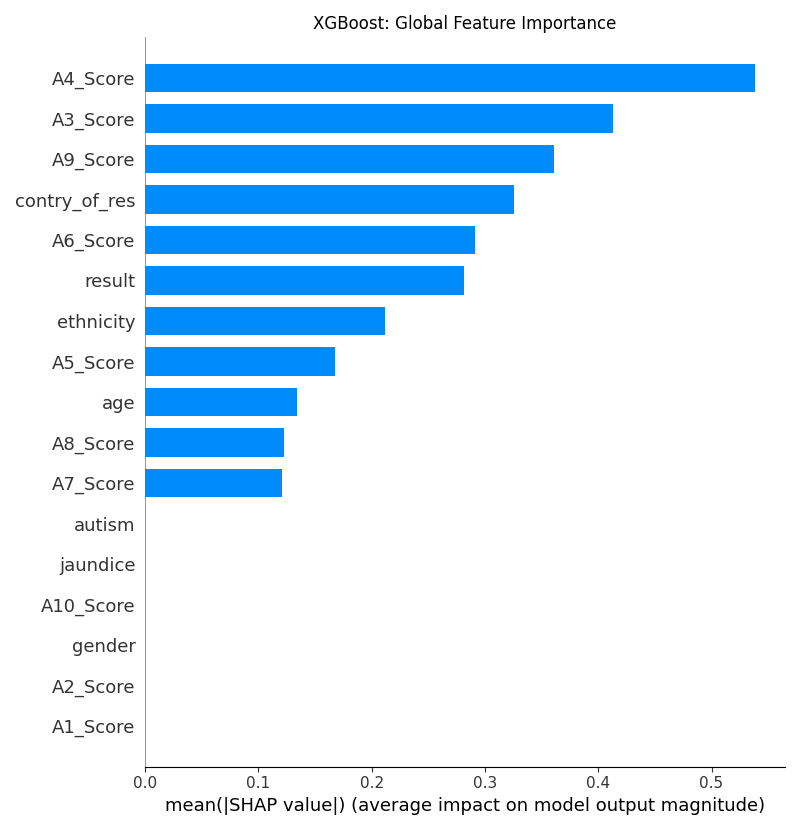 XGBoost: Global Feature Importance
A4_Score
A3_Score
A9_Score
contry_of_res
A6_Score
result
ethnicity
A5_Score
age
A8_Score
A7_Score
autism
jaundice
A10_Score
gender
A2_Score
A1_Score
0.0 0.1 0.2 0.3 0.4 0.5
mean(|SHAP value|) (average impact on model output magnitude)